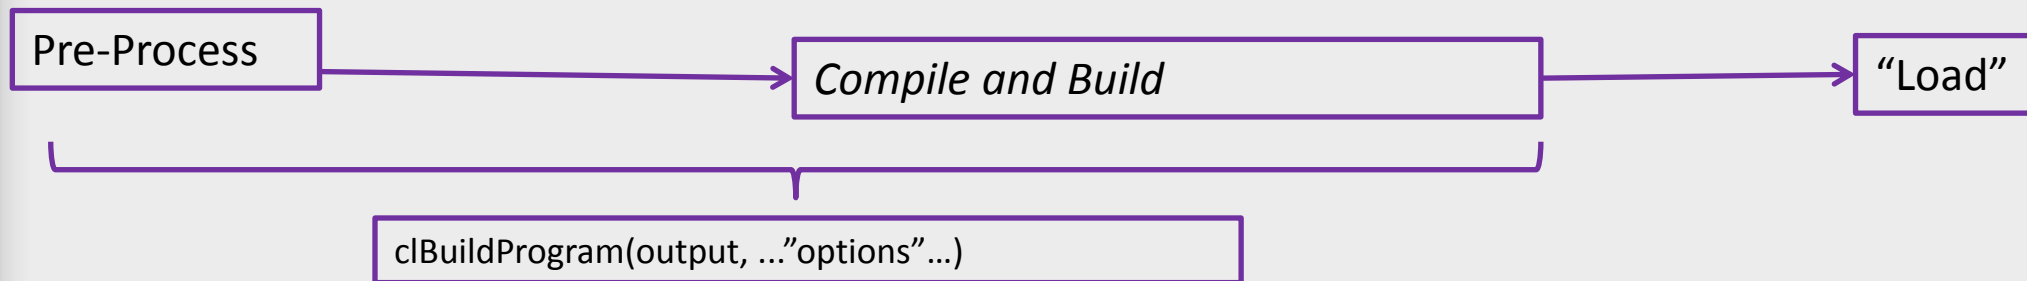 Pre-Process
Compile and Build
“Load”
clBuildProgram(output, ...”options”...)